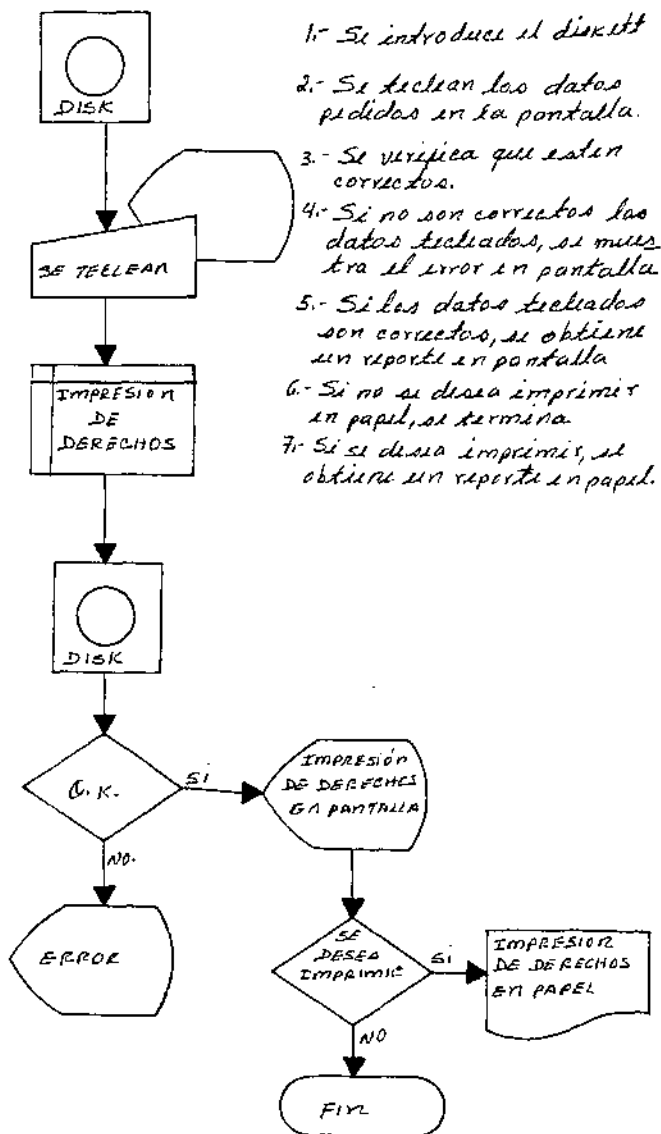 DISK
SE TECLEAN
IMPRESION
DE
DERECHOS
DISK
O.K.
SI
NO.
ERROR
IMPRESIÓN
DE DERECHOS
EN PANTALLA
SE
DESEA
IMPRIMIR
SI
NO
IMPRESION
DE DERECHOS
EN PAPEL
FIN
1.- Se introduce el diskett
2.- Se teclean los datos
pedidos en la pantalla.
3.- Se verifica que esten
correctos.
4.- Si no son correctos los
datos tecleados, se mues
tra el error en pantalla
5.- Si los datos tecleados
son correctos, se obtiene
un reporte en pantalla
6.- Si no se desea imprimir
en papel, se termina.
7.- Si se desea imprimir, se
obtiene un reporte en papel.